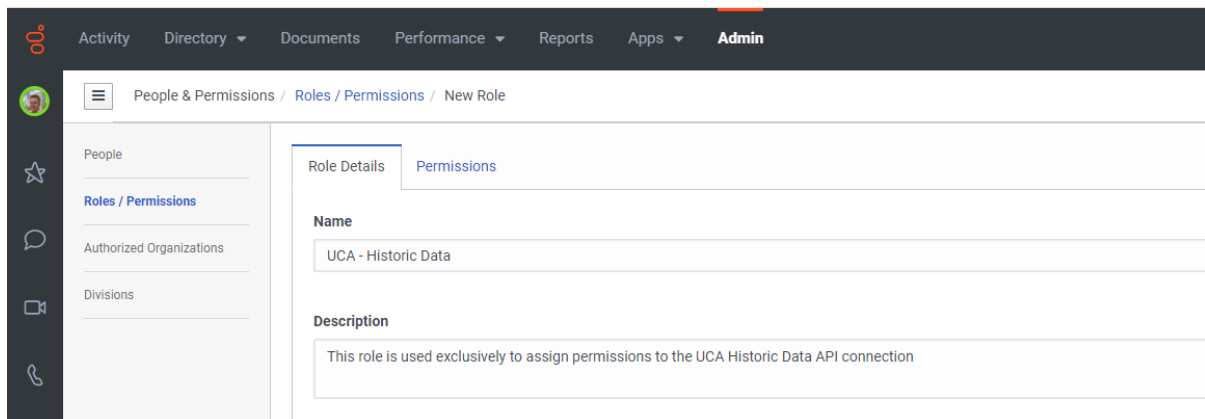 Activity Directory Documents Performance Reports Apps Admin
People & Permissions / Roles / Permissions / New Role
People
Roles / Permissions
Authorized Organizations
Divisions
Role Details Permissions
Name
UCA - Historic Data
Description
This role is used exclusively to assign permissions to the UCA Historic Data API connection